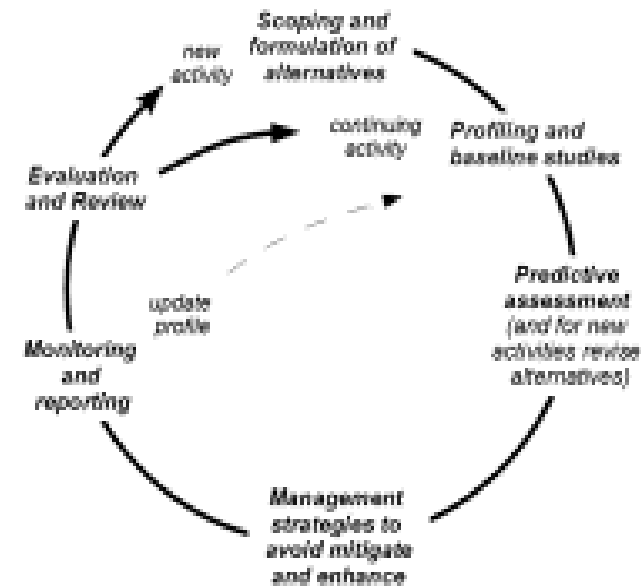 Scoping and
formulation of
alternatives
new
activity
continuing
activity
Profiling and
baseline studies
Evaluation
and Review
Predictive
assessment
(and for new
activities revise
alternatives)
update
profile
Monitoring
and
reporting
Management
strategies to
avoid mitigate
and enhance